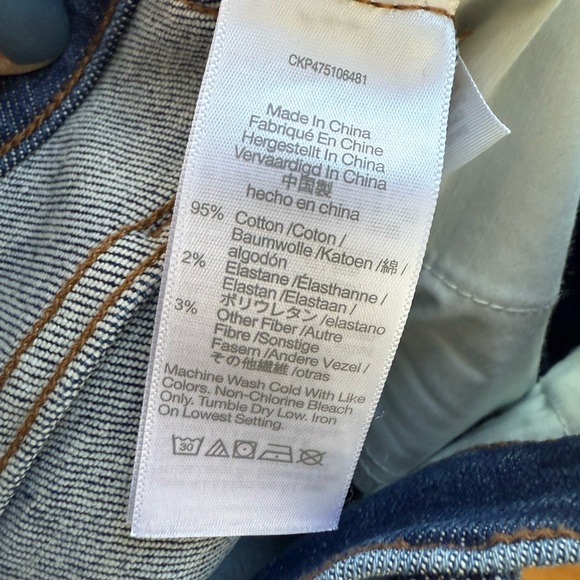 CKP475106481
Made In China
Fabriqué En Chine
Hergestellt In China
Vervaardigd In China
中国製
hecho en china
95% Cotton /Coton /
Baumwolle /Katoen /綿 /
algodón
2% Elastane /Élasthanne /
Elastan /Elastaan /
ポリウレタン /elastano
3% Other Fiber /Autre
Fibre /Sonstige
Fasern /Andere Vezel /
その他繊維 /otras
Machine Wash Cold With Like
Colors. Non-Chlorine Bleach
Only. Tumble Dry Low. Iron
On Lowest Setting.
30